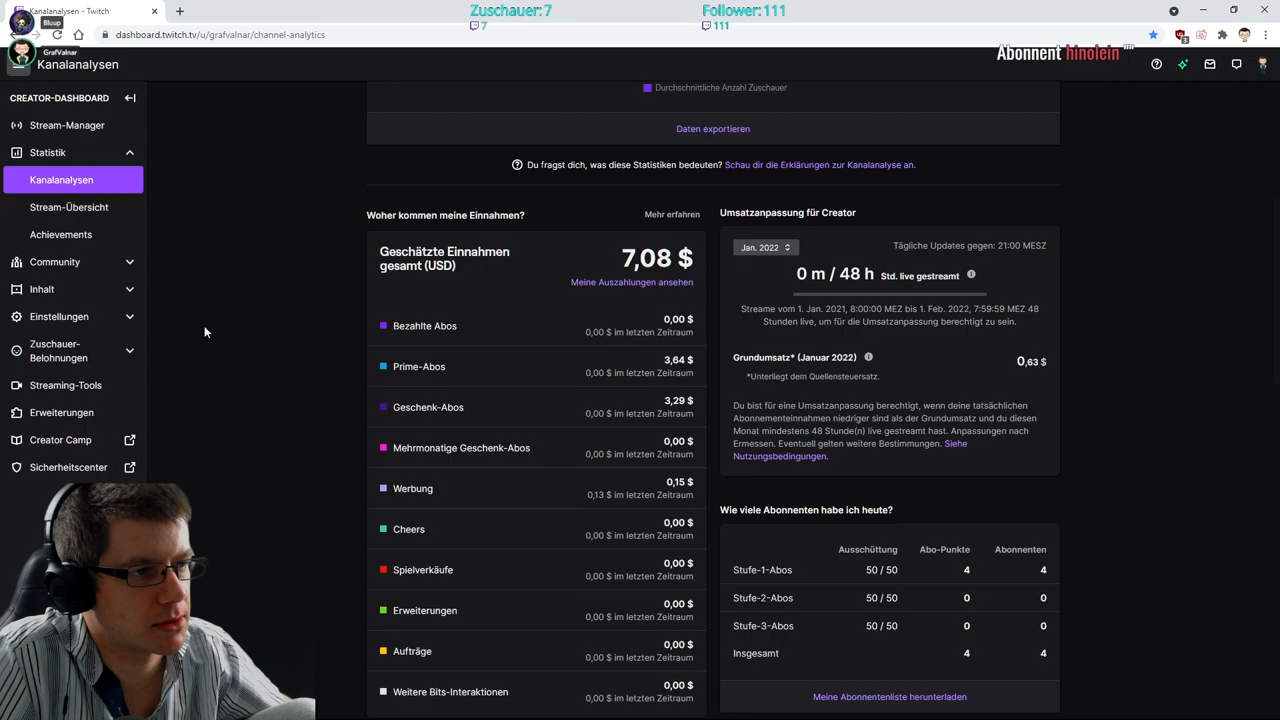 Kanalanalysen - Twitch
Zuschauer: 7
7
Follower: 111
111
Bluup
dashboard.twitch.tv/u/grafvalnar/channel-analytics
3
GrafValnar
Kanalanalysen
Abonnent hinolein
CREATOR-DASHBOARD
Stream-Manager
Statistik
Kanalanalysen
Stream-Übersicht
Achievements
Community
Inhalt
Einstellungen
Zuschauer-
Belohnungen
Streaming-Tools
Erweiterungen
Creator Camp
Sicherheitscenter
Durchschnittliche Anzahl Zuschauer
Daten exportieren
Du fragst dich, was diese Statistiken bedeuten? Schau dir die Erklärungen zur Kanalanalyse an.
Woher kommen meine Einnahmen?
Mehr erfahren
Geschätzte Einnahmen
gesamt (USD)
7,08 $
Meine Auszahlungen ansehen
Bezahlte Abos
0,00 $
0,00 $ im letzten Zeitraum
Prime-Abos
3,64 $
0,00 $ im letzten Zeitraum
Geschenk-Abos
3,29 $
0,00 $ im letzten Zeitraum
Mehrmonatige Geschenk-Abos
0,00 $
0,00 $ im letzten Zeitraum
Werbung
0,15 $
0,13 $ im letzten Zeitraum
Cheers
0,00 $
0,00 $ im letzten Zeitraum
Spielverkäufe
0,00 $
0,00 $ im letzten Zeitraum
Erweiterungen
0,00 $
0,00 $ im letzten Zeitraum
Aufträge
0,00 $
0,00 $ im letzten Zeitraum
Weitere Bits-Interaktionen
0,00 $
0,00 $ im letzten Zeitraum
Umsatzanpassung für Creator
Jan. 2022
Tägliche Updates gegen: 21:00 MESZ
0 m / 48 h Std. live gestreamt
Streame vom 1. Jan. 2021, 8:00:00 MEZ bis 1. Feb. 2022, 7:59:59 MEZ 48
Stunden live, um für die Umsatzanpassung berechtigt zu sein.
Grundumsatz* (Januar 2022)
0,63 $
*Unterliegt dem Quellensteuersatz.
Du bist für eine Umsatzanpassung berechtigt, wenn deine tatsächlichen
Abonnementeinnahmen niedriger sind als der Grundumsatz und du diesen
Monat mindestens 48 Stunde(n) live gestreamt hast. Anpassungen nach
Ermessen. Eventuell gelten weitere Bestimmungen. Siehe
Nutzungsbedingungen.
Wie viele Abonnenten habe ich heute?
Ausschüttung Abo-Punkte Abonnenten
Stufe-1-Abos 50 / 50 4 4
Stufe-2-Abos 50 / 50 0 0
Stufe-3-Abos 50 / 50 0 0
Insgesamt 4 4
Meine Abonnentenliste herunterladen